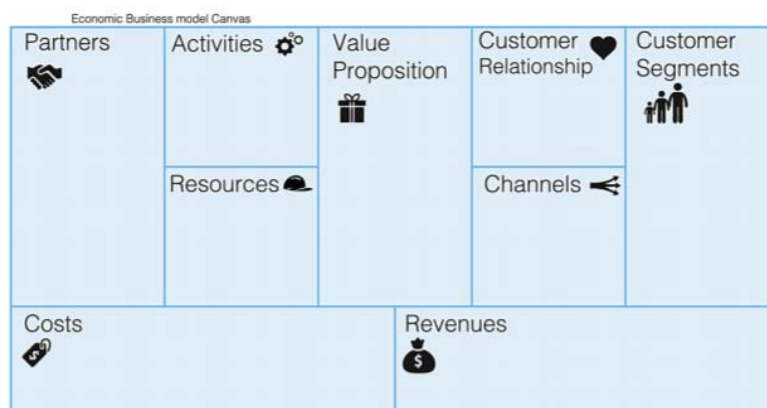 Economic Business model Canvas
Partners
Activities
Value
Proposition
Customer
Relationship
Customer
Segments
Resources
Channels
Costs
$
Revenues
$